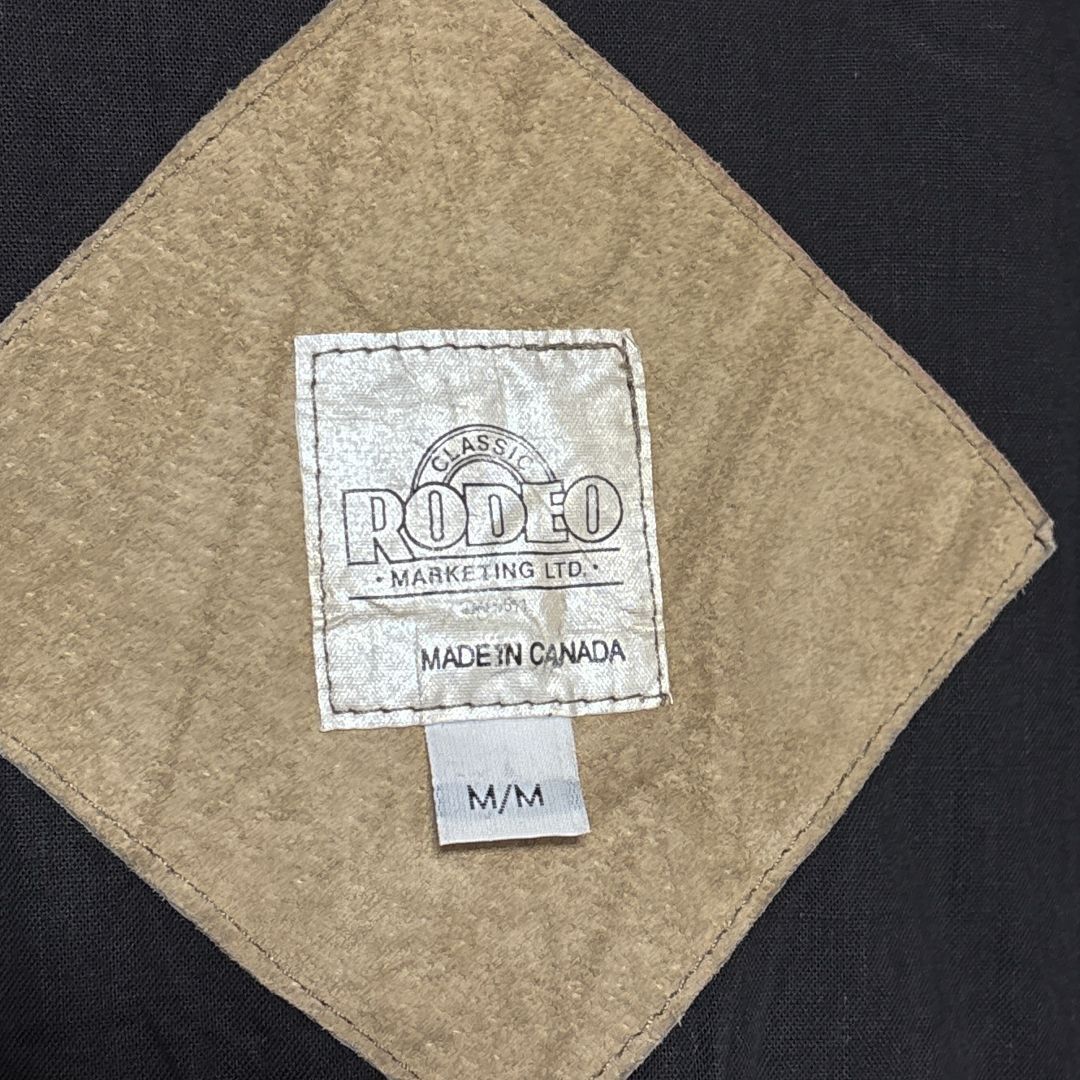 CLASSIC
RODEO
• MARKETING LTD. •
MADE IN CANADA
M/M